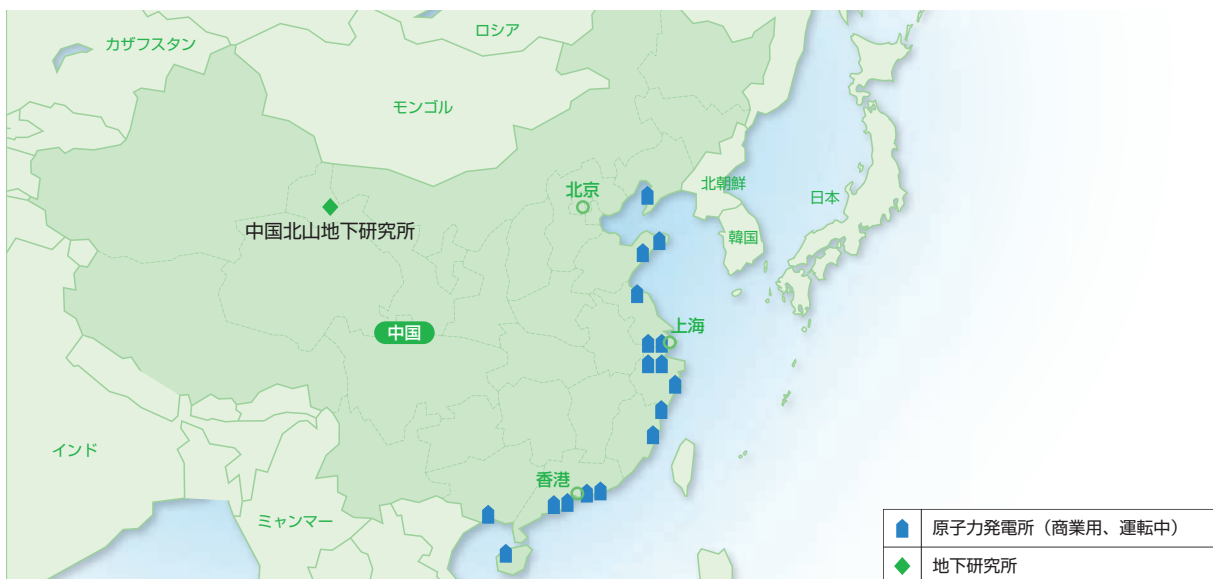 ロシア
カザフスタン
モンゴル
北京
北朝鮮
日本
中国北山地下研究所
韓国
上海
中国
インド
香港
ミャンマー
原子力発電所（商業用、運転中）
地下研究所